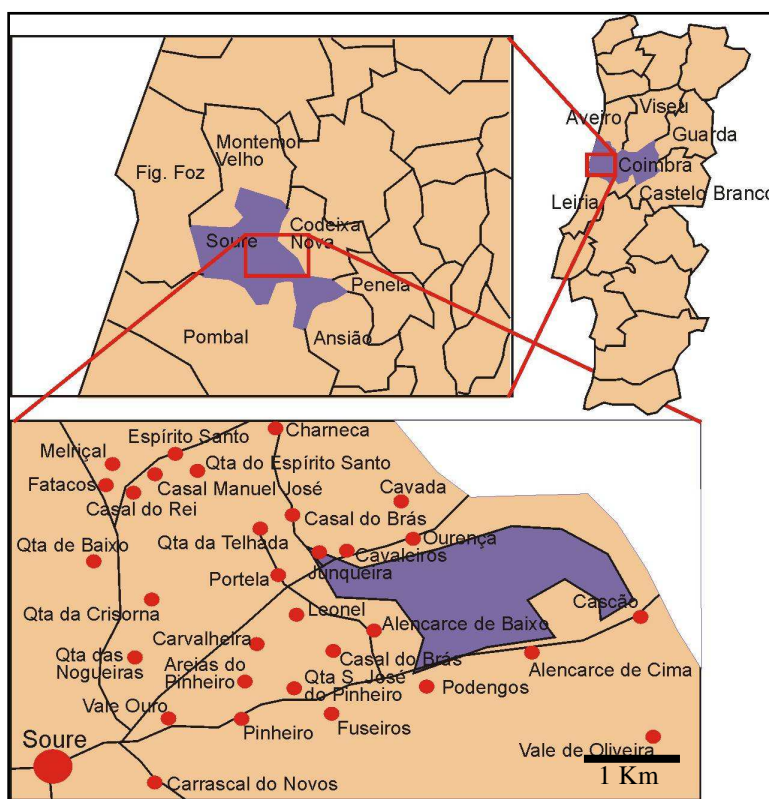 Aveiro
Viseu
Guarda
Coimbra
Leiria
Castelo Branco
Montemor
Velho
Fig. Foz
Soure
Codeixa
Nova
Penela
Pombal
Ansião
Charneca
Espírito Santo
Melriçal
Qta do Espírito Santo
Fatacos
Casal Manuel José
Casal do Rei
Cavada
Casal do Brás
Qta de Baixo
Qta da Telhada
Ourença
Cavaleiros
Junqueira
Portela
Qta da Crisorna
Leonel
Cascão
Alencarce de Baixo
Carvalheira
Qta das
Nogueiras
Areias do
Pinheiro
Casal do Brás
Alencarce de Cima
Qta S. José
do Pinheiro
Podengos
Vale Ouro
Pinheiro
Fuseiros
Soure
Vale de Oliveira
Carrascal do Novos
1 Km